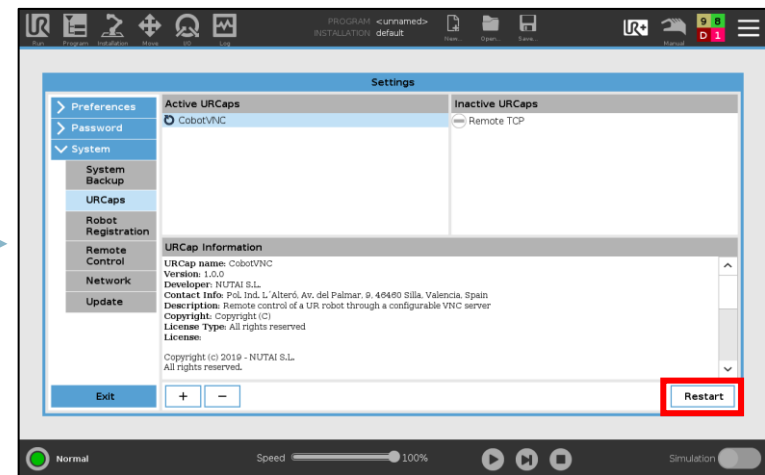 PROGRAM <unnamed>
INSTALLATION default
Run Program Installation Move I/O Log New... Open... Save... Manual
9 8
D 1
Settings
Preferences
Password
System
System
Backup
URCaps
Robot
Registration
Remote
Control
Network
Update
Exit
Active URCaps
CobotVNC
Inactive URCaps
Remote TCP
URCap Information
URCap name: CobotVNC
Version: 1.0.0
Developer: NUTAI S.L.
Contact Info: Pol. Ind. L´Alteró, Av. del Palmar, 9, 46460 Silla, Valencia, Spain
Description: Remote control of a UR robot through a configurable VNC server
Copyright: Copyright (C)
License Type: All rights reserved
License:
Copyright (c) 2019 - NUTAI S.L.
All rights reserved.
+ - Restart
Normal Speed 100% Simulation